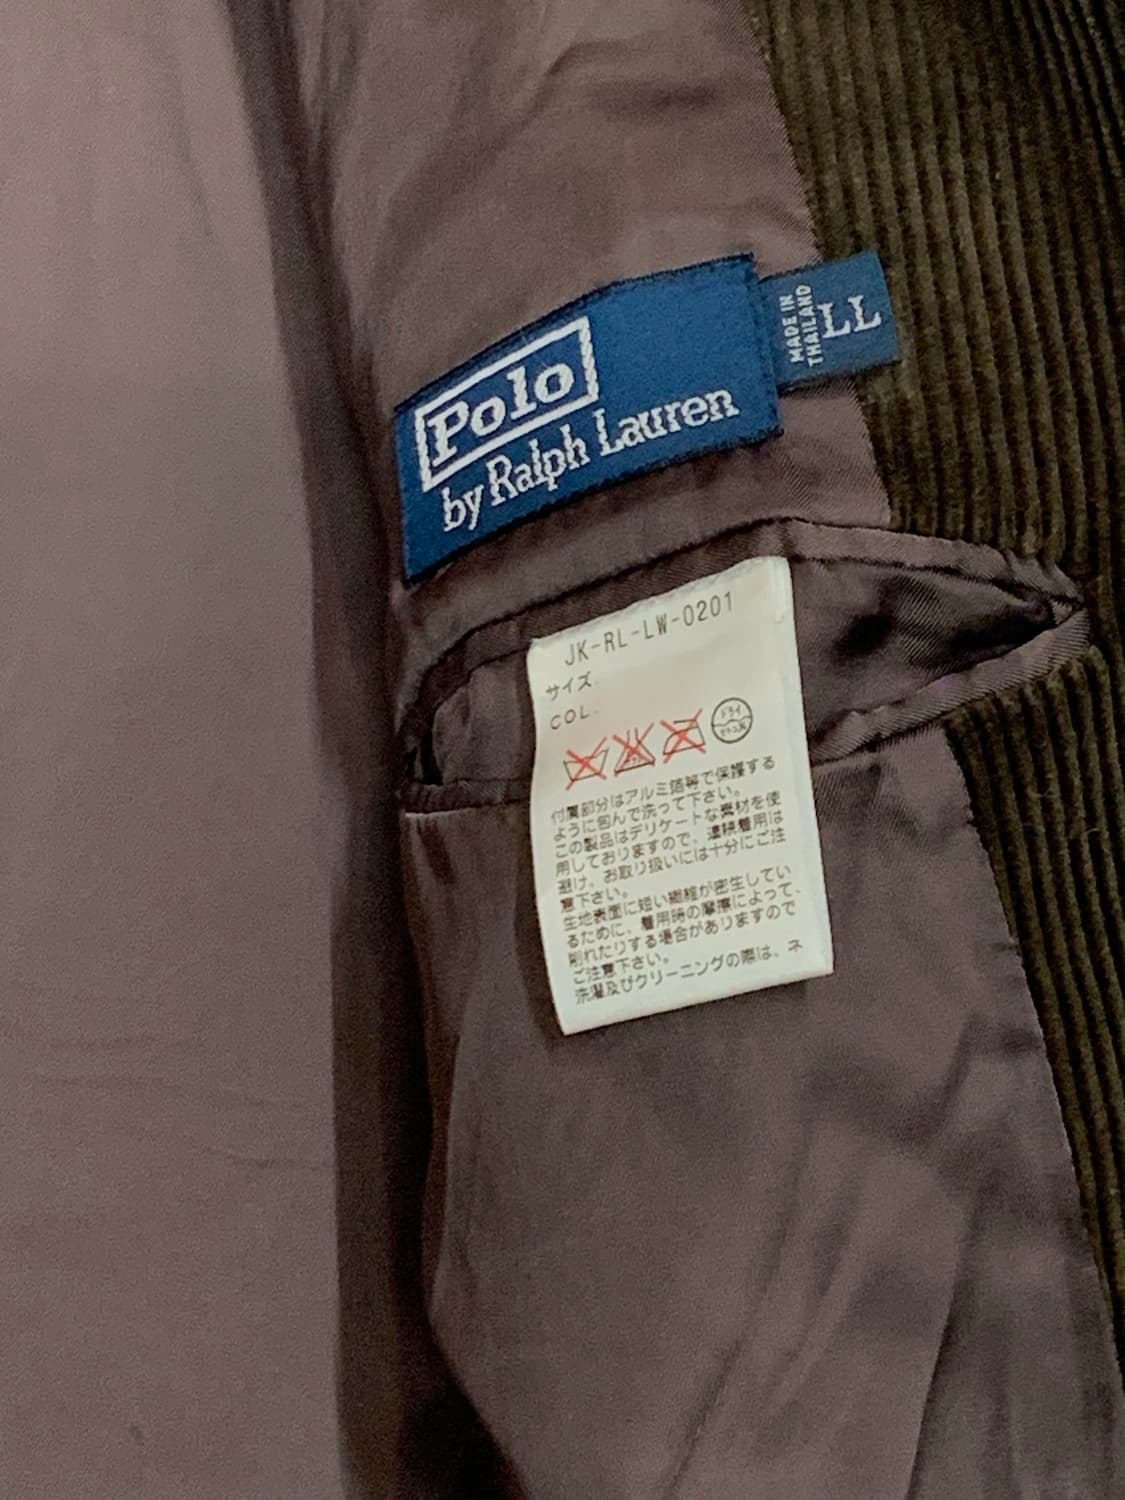 Polo
by Ralph Lauren
MADE IN
THAILAND
LL
JK-RL-LW-0201
サイズ.
COL.
ドライ
セキユ系
付属部分はアルミ箔等で保護する
ように包んで洗って下さい。
この製品はデリケートな素材を使
用しておりますので、連続着用は
避け、お取り扱いには十分にご注
意下さい。
生地表面に短い繊維が密生してい
るために、着用時の摩擦によって、
削れたりする場合がありますので
ご注意下さい。
洗濯及びクリーニングの際は、ネ